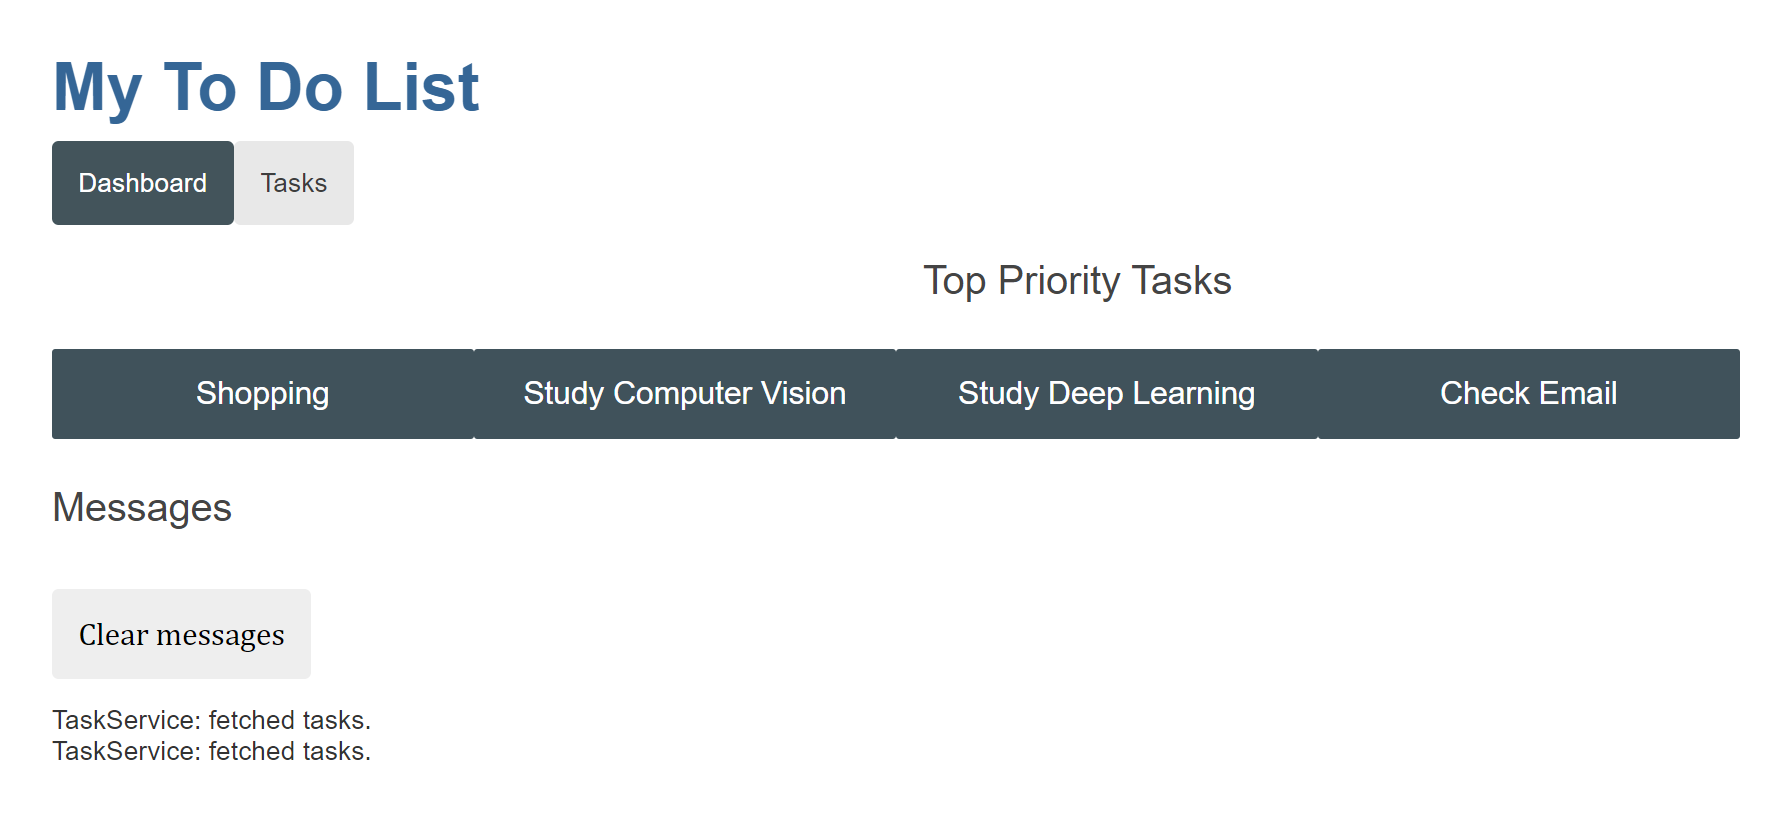 My To Do List
Dashboard Tasks
Top Priority Tasks
Shopping Study Computer Vision Study Deep Learning Check Email
Messages
Clear messages
TaskService: fetched tasks.
TaskService: fetched tasks.